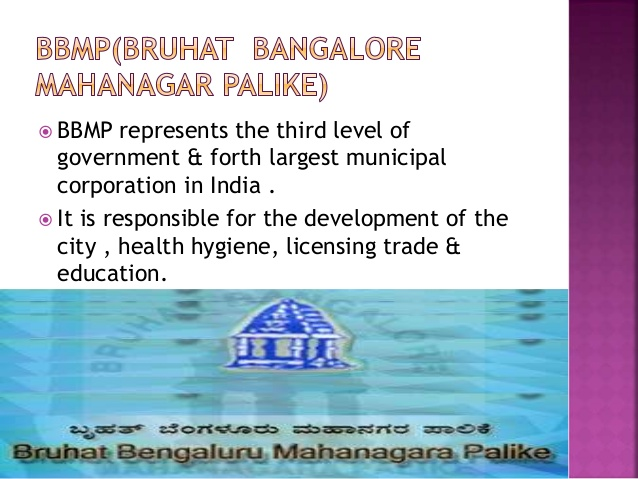 BBMP(BRUHAT BANGALORE
MAHANAGAR PALIKE)
BBMP represents the third level of
government & forth largest municipal
corporation in India .
It is responsible for the development of the
city , health hygiene, licensing trade &
education.
BRUHAT BANGALORE
ಬೃಹತ್ ಬೆಂಗಳೂರು ಮಹಾನಗರ ಪಾಲಿಕೆ
Bruhat Bengaluru Mahanagara Palike